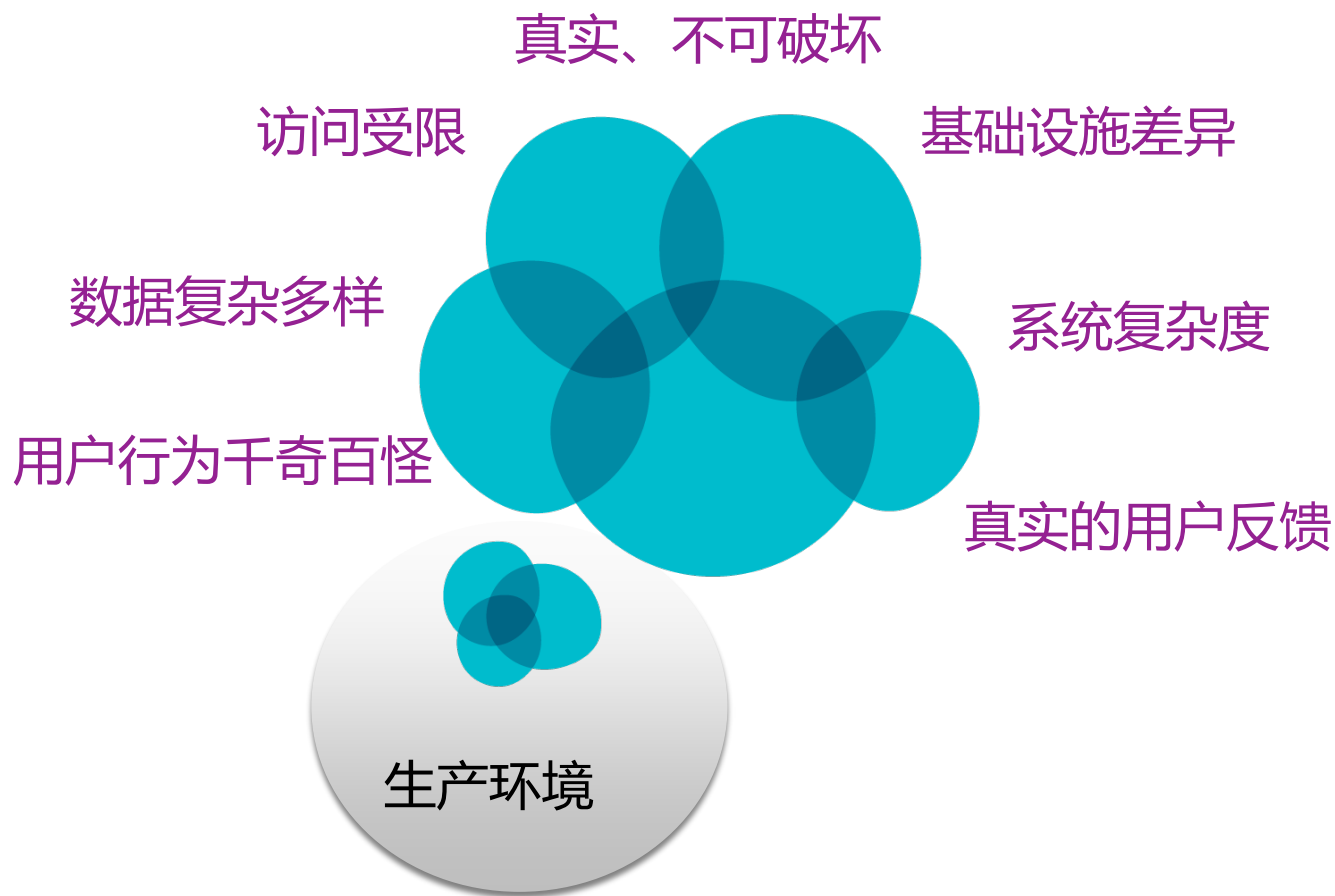 真实、不可破坏
访问受限
基础设施差异
数据复杂多样
系统复杂度
用户行为千奇百怪
真实的用户反馈
生产环境